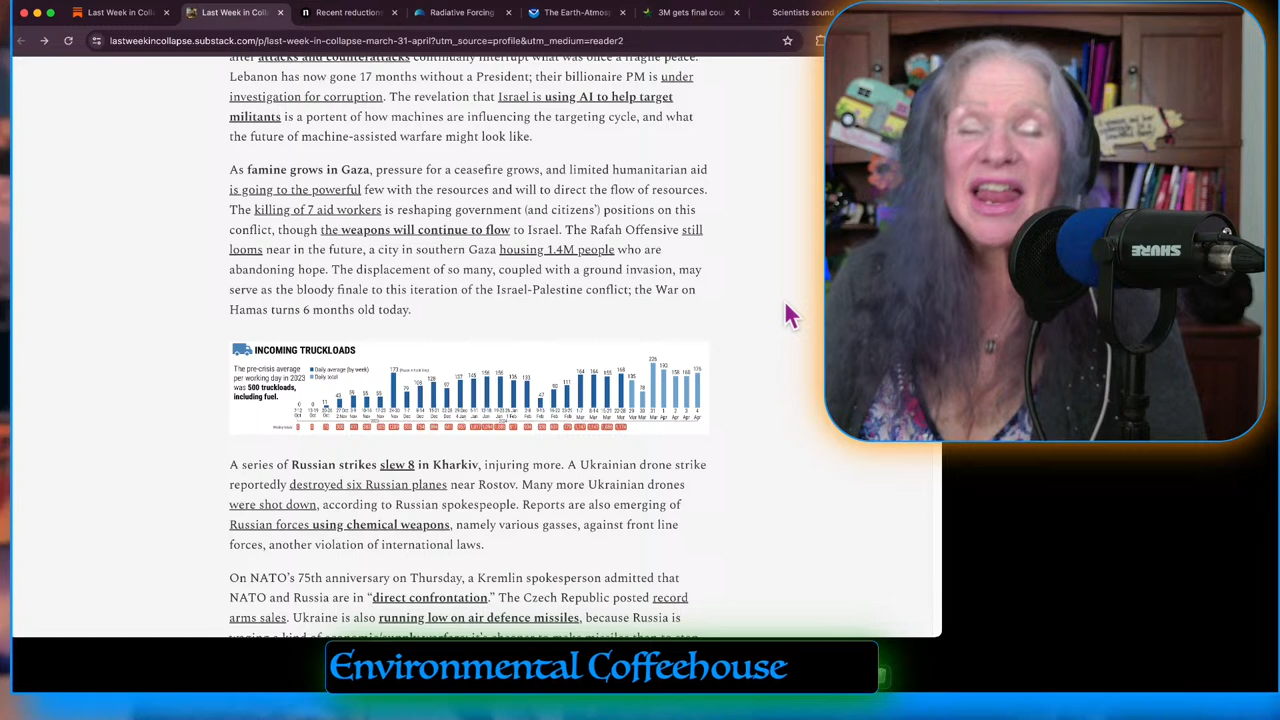 Last Week in Coll
Last Week in Coll
Recent reduction
Radiative Forcing
The Earth-Atmos
3M gets final cou
Scientists sound
lastweekincollapse.substack.com/p/last-week-in-collapse-march-31-april?utm_source=profile&utm_medium=reader2
after attacks and counterattacks continually interrupt what was once a fragile peace.
Lebanon has now gone 17 months without a President; their billionaire PM is under
investigation for corruption. The revelation that Israel is using AI to help target
militants is a portent of how machines are influencing the targeting cycle, and what
the future of machine-assisted warfare might look like.
As famine grows in Gaza, pressure for a ceasefire grows, and limited humanitarian aid
is going to the powerful few with the resources and will to direct the flow of resources.
The killing of 7 aid workers is reshaping government (and citizens') positions on this
conflict, though the weapons will continue to flow to Israel. The Rafah Offensive still
looms near in the future, a city in southern Gaza housing 1.4M people who are
abandoning hope. The displacement of so many, coupled with a ground invasion, may
serve as the bloody finale to this iteration of the Israel-Palestine conflict; the War on
Hamas turns 6 months old today.
INCOMING TRUCKLOADS
The pre-crisis average
per working day in 2023
was 500 truckloads,
including fuel.
Daily average (by week)
Daily total
A series of Russian strikes slew 8 in Kharkiv, injuring more. A Ukrainian drone strike
reportedly destroyed six Russian planes near Rostov. Many more Ukrainian drones
were shot down, according to Russian spokespeople. Reports are also emerging of
Russian forces using chemical weapons, namely various gasses, against front line
forces, another violation of international laws.
On NATO's 75th anniversary on Thursday, a Kremlin spokesperson admitted that
NATO and Russia are in "direct confrontation." The Czech Republic posted record
arms sales. Ukraine is also running low on air defence missiles, because Russia is
SHURE
Environmental Coffeehouse